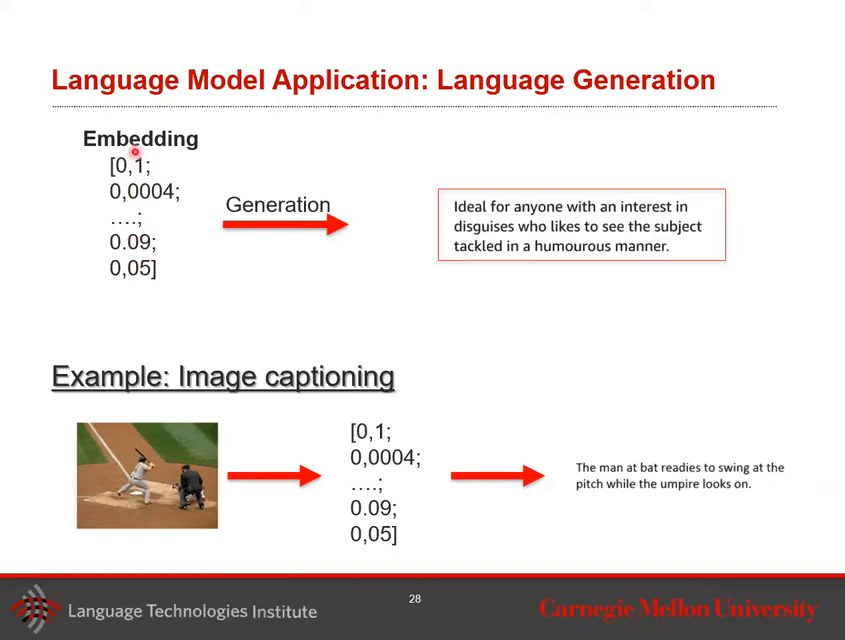 Language Model Application: Language Generation
Embedding
[0,1;
0,0004;
….;
0.09;
0,05]
Generation
Ideal for anyone with an interest in
disguises who likes to see the subject
tackled in a humourous manner.
Example: Image captioning
[0,1;
0,0004;
….;
0.09;
0,05]
The man at bat readies to swing at the
pitch while the umpire looks on.
Language Technologies Institute
28
Carnegie Mellon University